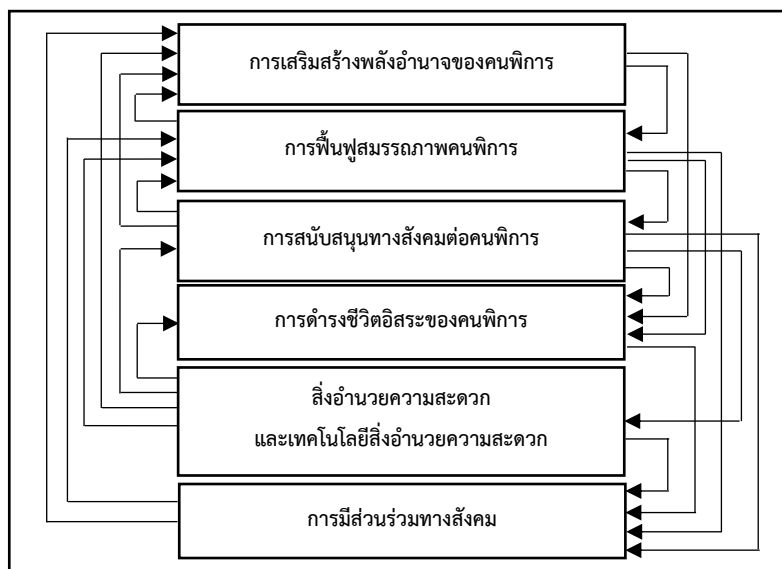 การเสริมสร้างพลังอำนาจของคนพิการ
การฟื้นฟูสมรรถภาพคนพิการ
การสนับสนุนทางสังคมต่อคนพิการ
การดำรงชีวิตอิสระของคนพิการ
สิ่งอำนวยความสะดวก
และเทคโนโลยีสิ่งอำนวยความสะดวก
การมีส่วนร่วมทางสังคม